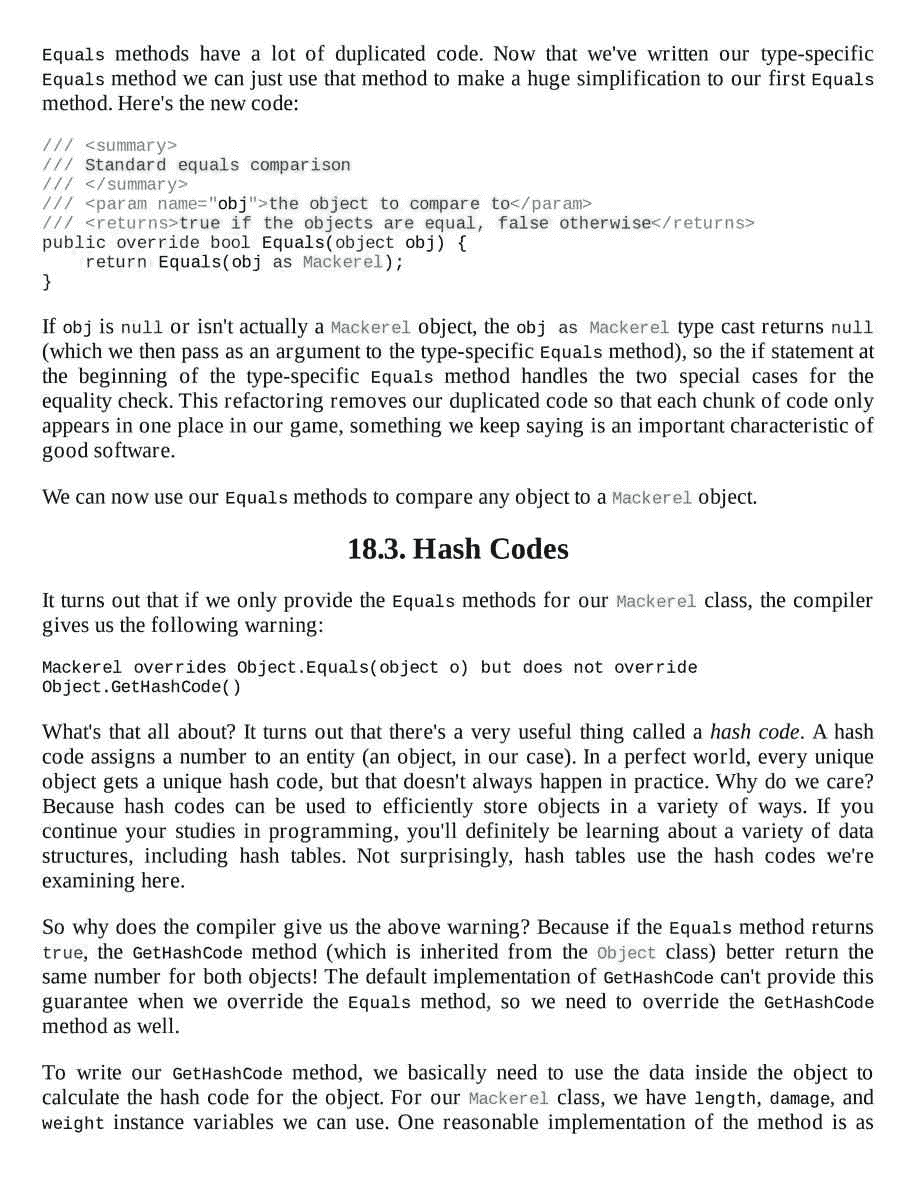 Equals methods have a lot of duplicated code. Now that we've written our type-specific
Equals method we can just use that method to make a huge simplification to our first Equals
method. Here's the new code:
/// <summary>
/// Standard equals comparison
/// </summary>
/// <param name="obj">the object to compare to</param>
/// <returns>true if the objects are equal, false otherwise</returns>
public override bool Equals(object obj) {
    return Equals(obj as Mackerel);
}
If obj is null or isn't actually a Mackerel object, the obj as Mackerel type cast returns null
(which we then pass as an argument to the type-specific Equals method), so the if statement at
the beginning of the type-specific Equals method handles the two special cases for the
equality check. This refactoring removes our duplicated code so that each chunk of code only
appears in one place in our game, something we keep saying is an important characteristic of
good software.
We can now use our Equals methods to compare any object to a Mackerel object.
18.3. Hash Codes
It turns out that if we only provide the Equals methods for our Mackerel class, the compiler
gives us the following warning:
Mackerel overrides Object.Equals(object o) but does not override
Object.GetHashCode()
What's that all about? It turns out that there's a very useful thing called a hash code. A hash
code assigns a number to an entity (an object, in our case). In a perfect world, every unique
object gets a unique hash code, but that doesn't always happen in practice. Why do we care?
Because hash codes can be used to efficiently store objects in a variety of ways. If you
continue your studies in programming, you'll definitely be learning about a variety of data
structures, including hash tables. Not surprisingly, hash tables use the hash codes we're
examining here.
So why does the compiler give us the above warning? Because if the Equals method returns
true, the GetHashCode method (which is inherited from the Object class) better return the
same number for both objects! The default implementation of GetHashCode can't provide this
guarantee when we override the Equals method, so we need to override the GetHashCode
method as well.
To write our GetHashCode method, we basically need to use the data inside the object to
calculate the hash code for the object. For our Mackerel class, we have length, damage, and
weight instance variables we can use. One reasonable implementation of the method is as